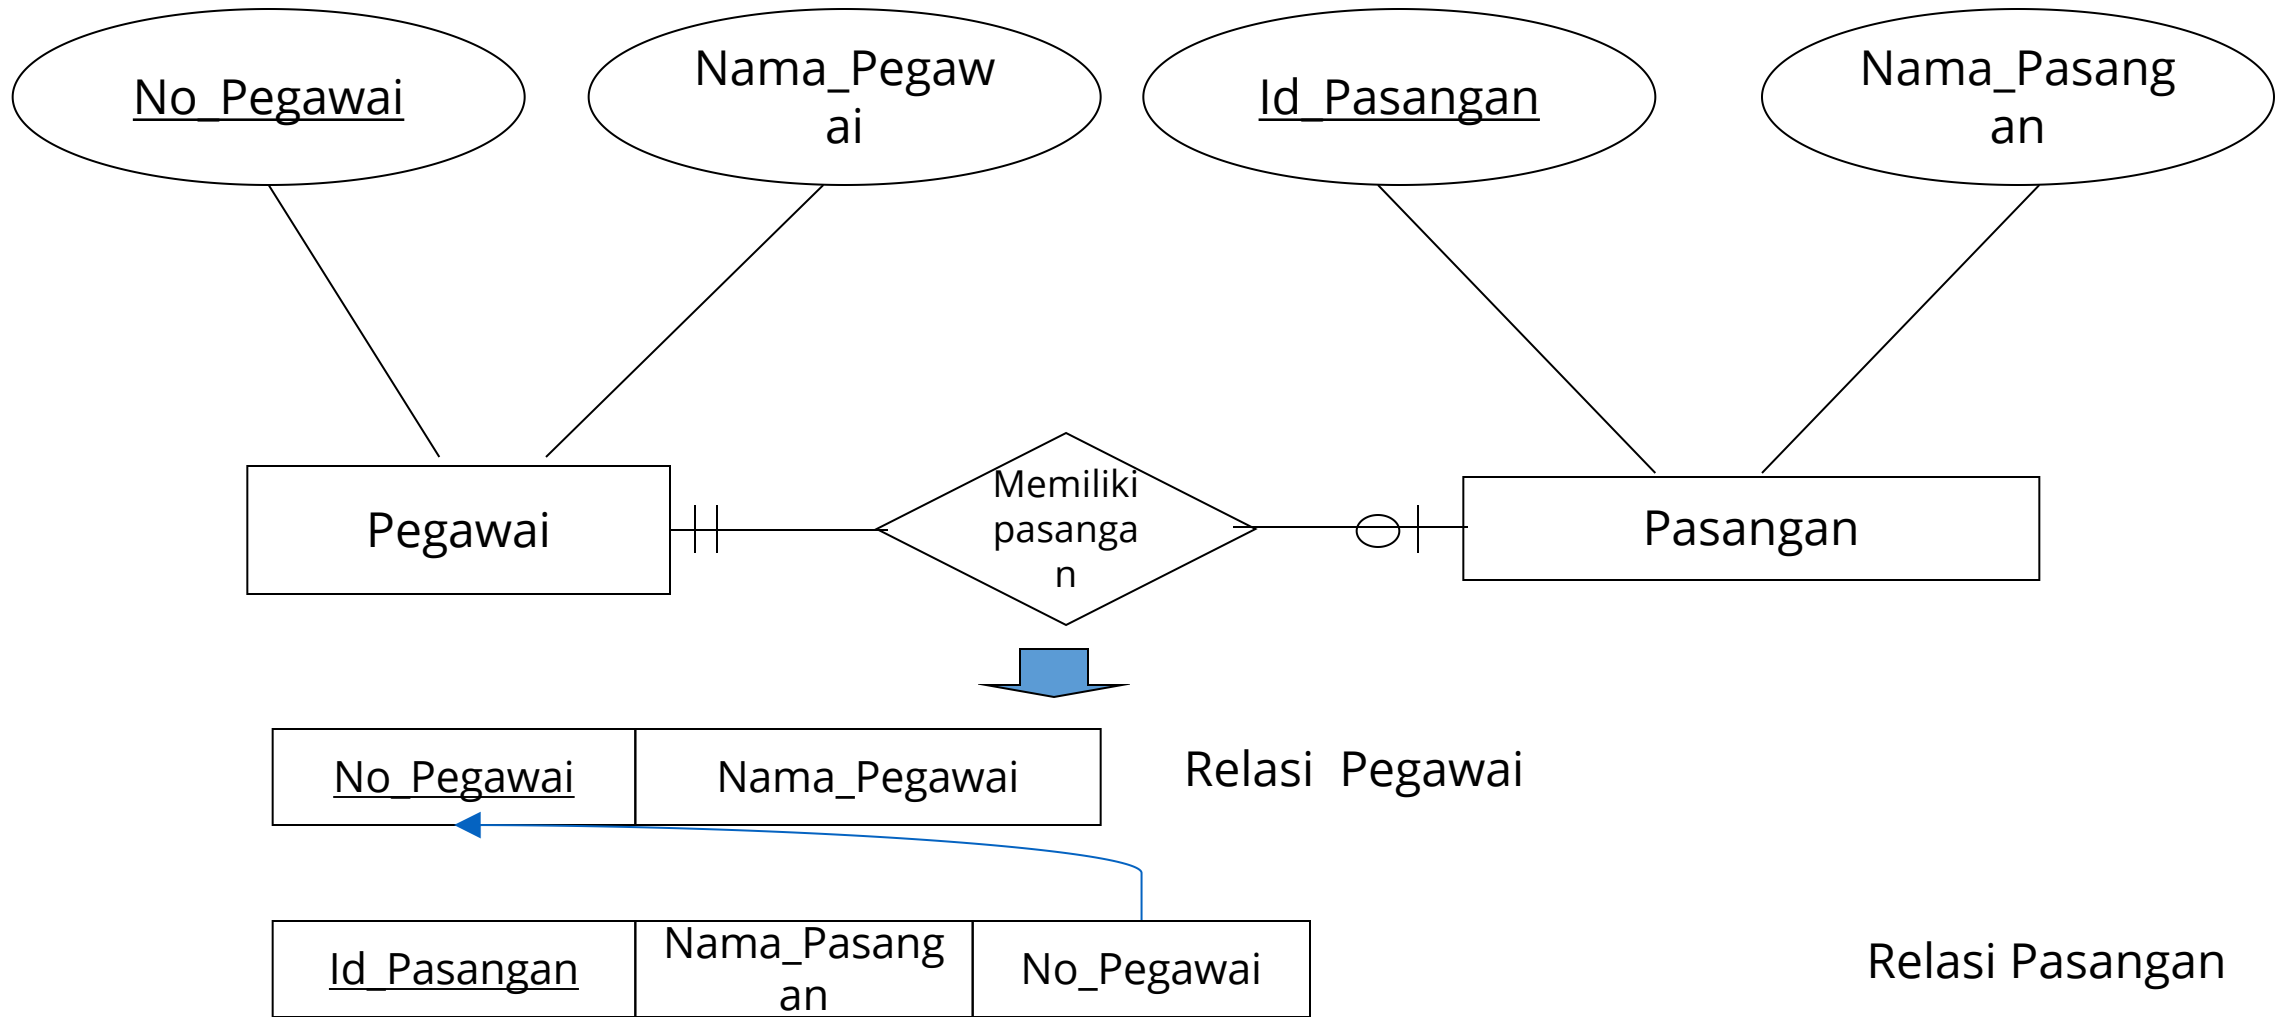 No_Pegawai
Nama_Pegaw
ai
Id_Pasangan
Nama_Pasang
an
Pegawai
Memiliki
pasanga
n
Pasangan
No_Pegawai
Nama_Pegawai
Relasi  Pegawai
Id_Pasangan
Nama_Pasang
an
No_Pegawai
Relasi Pasangan